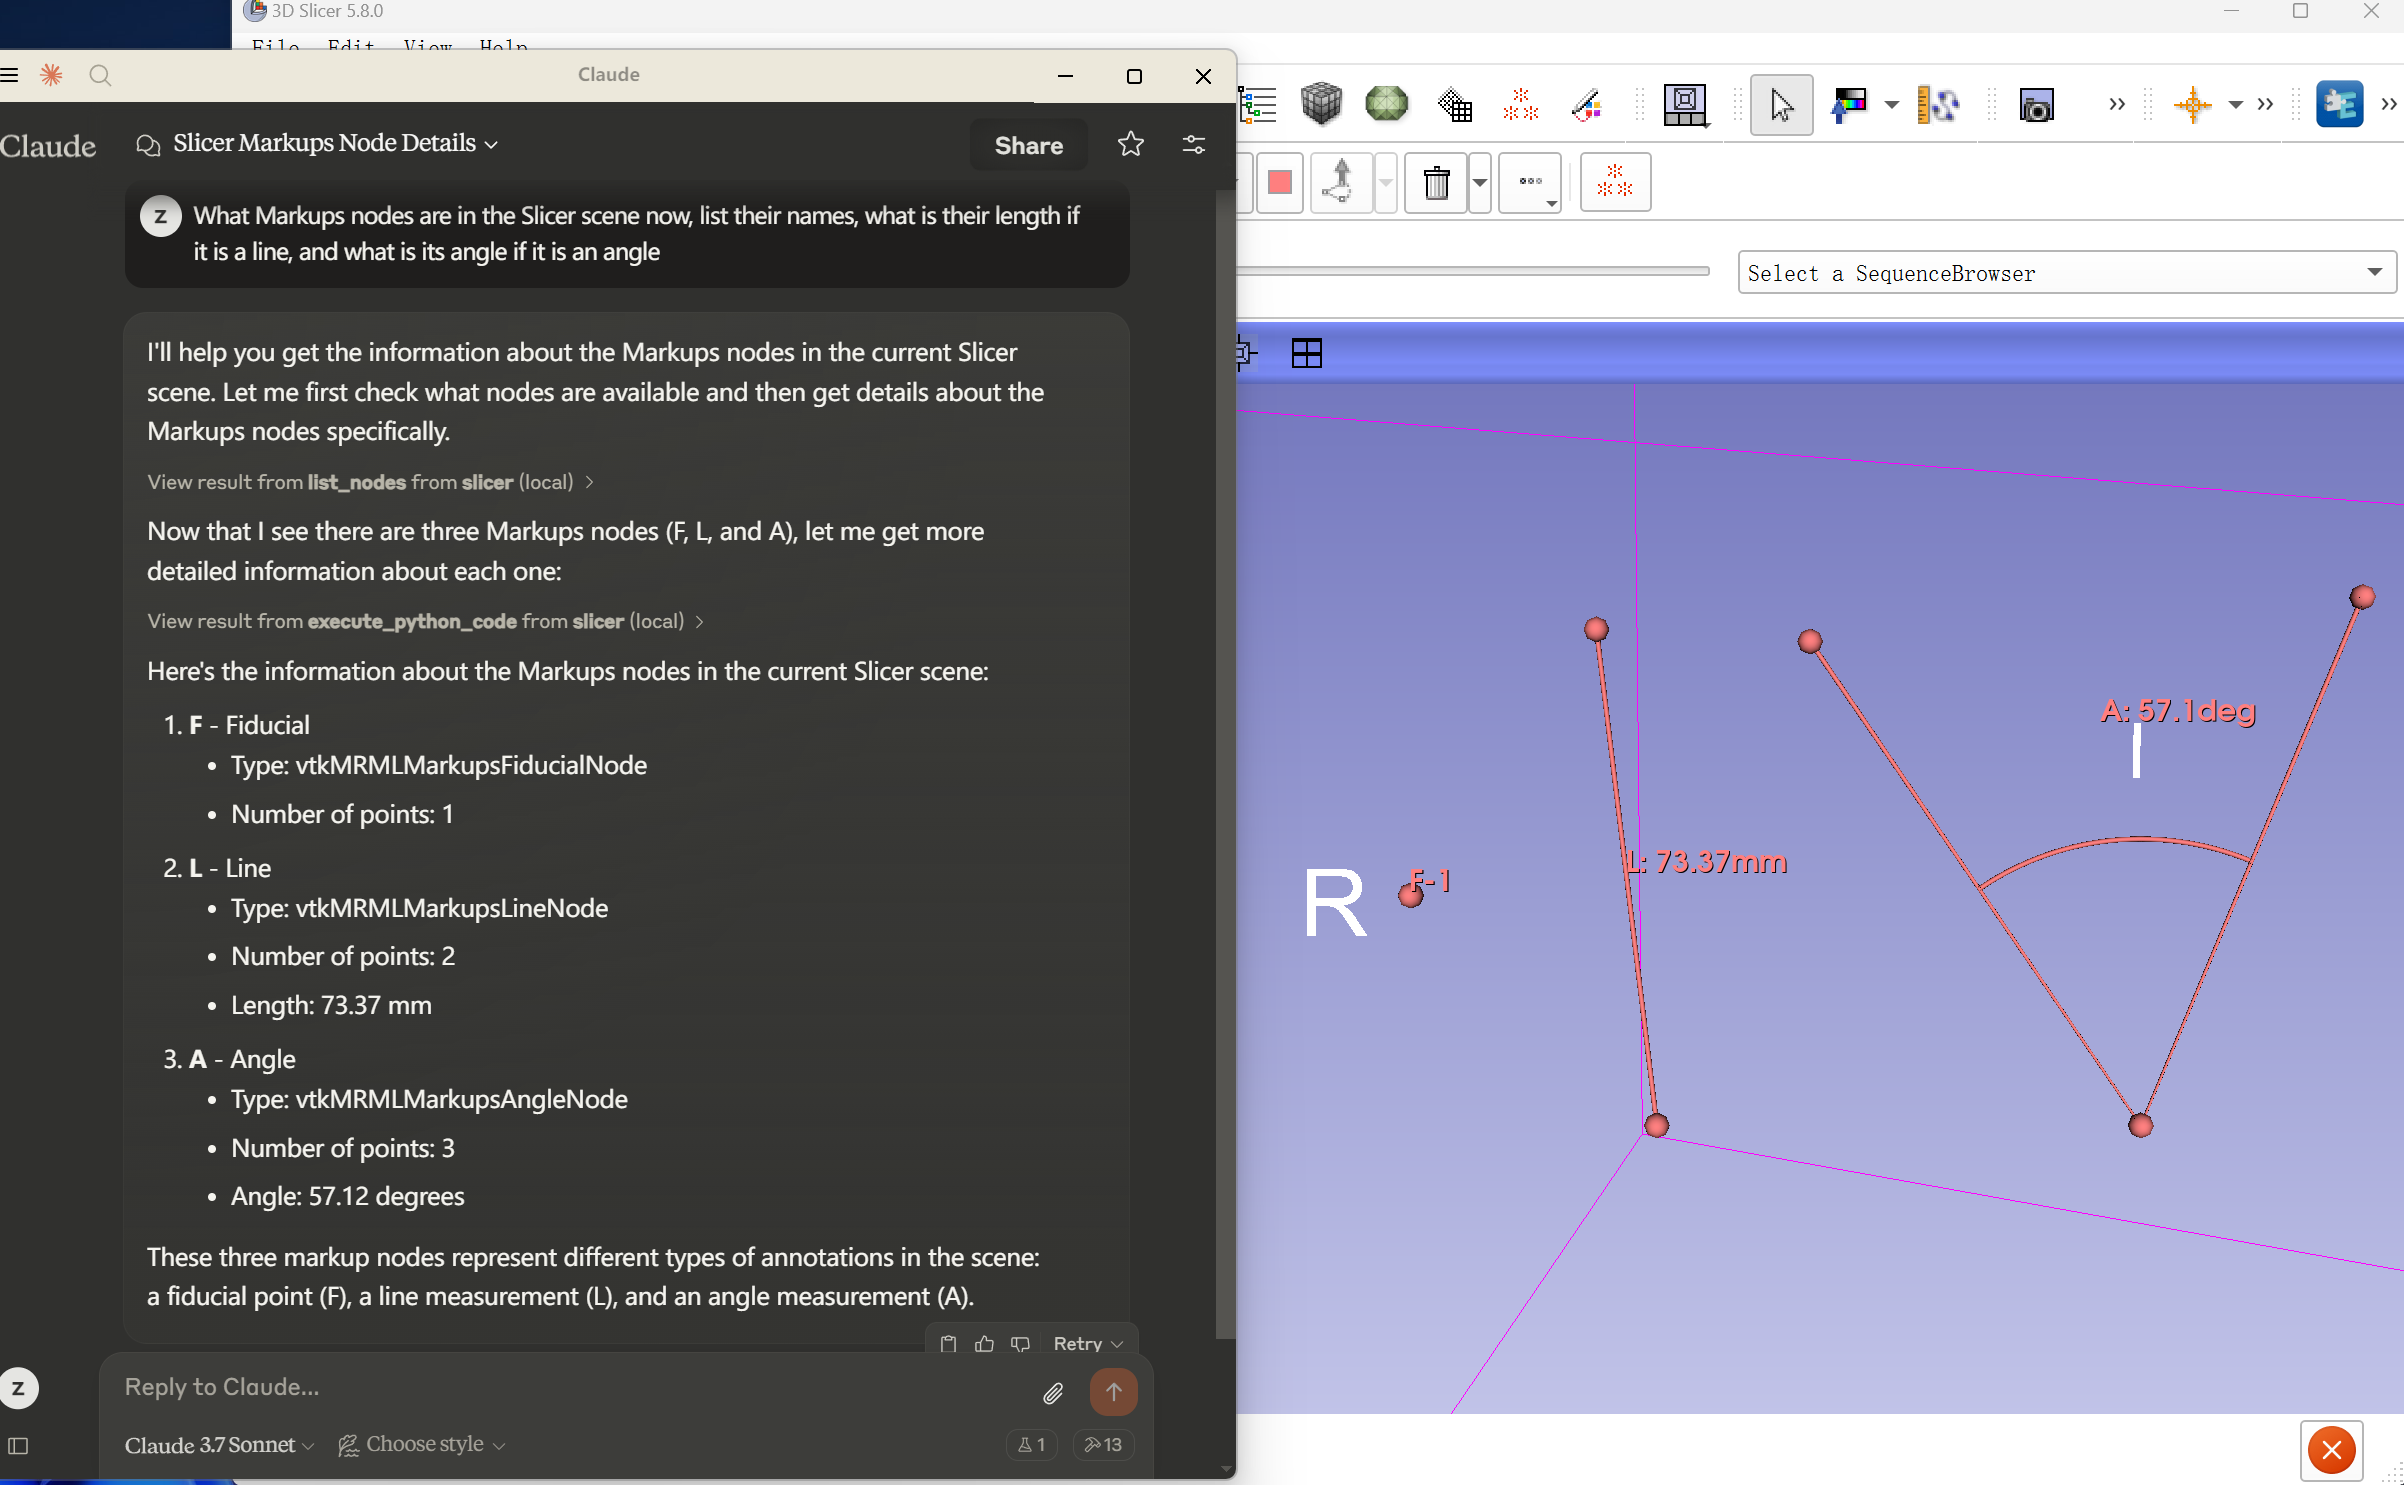 3D Slicer 5.8.0
File Edit View Help
Claude
Claude
Slicer Markups Node Details
Share
Z
What Markups nodes are in the Slicer scene now, list their names, what is their length if
it is a line, and what is its angle if it is an angle
I'll help you get the information about the Markups nodes in the current Slicer
scene. Let me first check what nodes are available and then get details about the
Markups nodes specifically.
View result from list_nodes from slicer (local)
Now that I see there are three Markups nodes (F, L, and A), let me get more
detailed information about each one:
View result from execute_python_code from slicer (local)
Here's the information about the Markups nodes in the current Slicer scene:
1. F - Fiducial
• Type: vtkMRMLMarkupsFiducialNode
• Number of points: 1
2. L - Line
• Type: vtkMRMLMarkupsLineNode
• Number of points: 2
• Length: 73.37 mm
3. A - Angle
• Type: vtkMRMLMarkupsAngleNode
• Number of points: 3
• Angle: 57.12 degrees
These three markup nodes represent different types of annotations in the scene:
a fiducial point (F), a line measurement (L), and an angle measurement (A).
Retry
Z
Reply to Claude...
Claude 3.7 Sonnet
Choose style
1
13
Select a SequenceBrowser
A: 57.1deg
I
L: 73.37mm
R
F-1